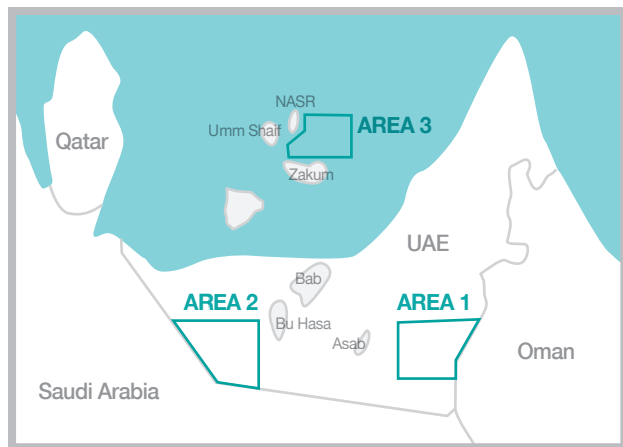 NASR
Umm Shaif
AREA 3
Qatar
Zakum
UAE
Bab
AREA 2
AREA 1
Bu Hasa
Asab
Oman
Saudi Arabia